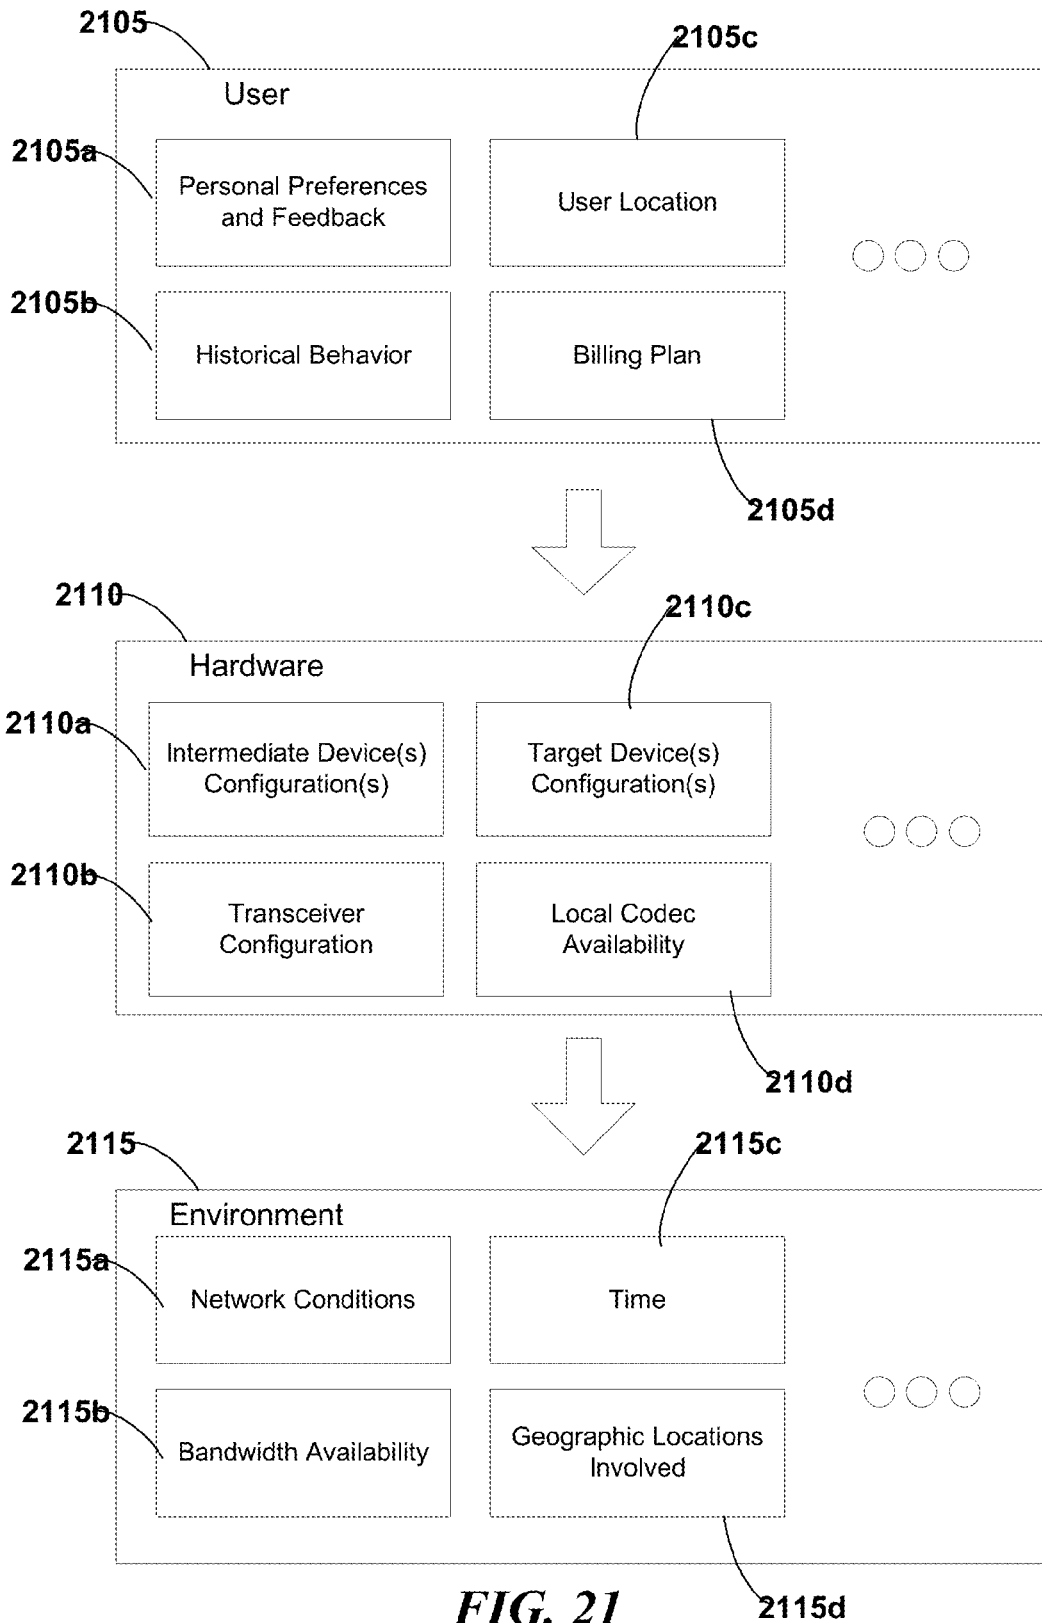 2105
2105c
User
2105a
Personal Preferences
and Feedback
User Location
2105b
Historical Behavior
Billing Plan
2105d
2110
2110c
Hardware
2110a
Intermediate Device(s)
Configuration(s)
Target Device(s)
Configuration(s)
2110b
Transceiver
Configuration
Local Codec
Availability
2110d
2115
2115c
Environment
2115a
Network Conditions
Time
2115b
Bandwidth Availability
Geographic Locations
Involved
2115d
FIG. 21